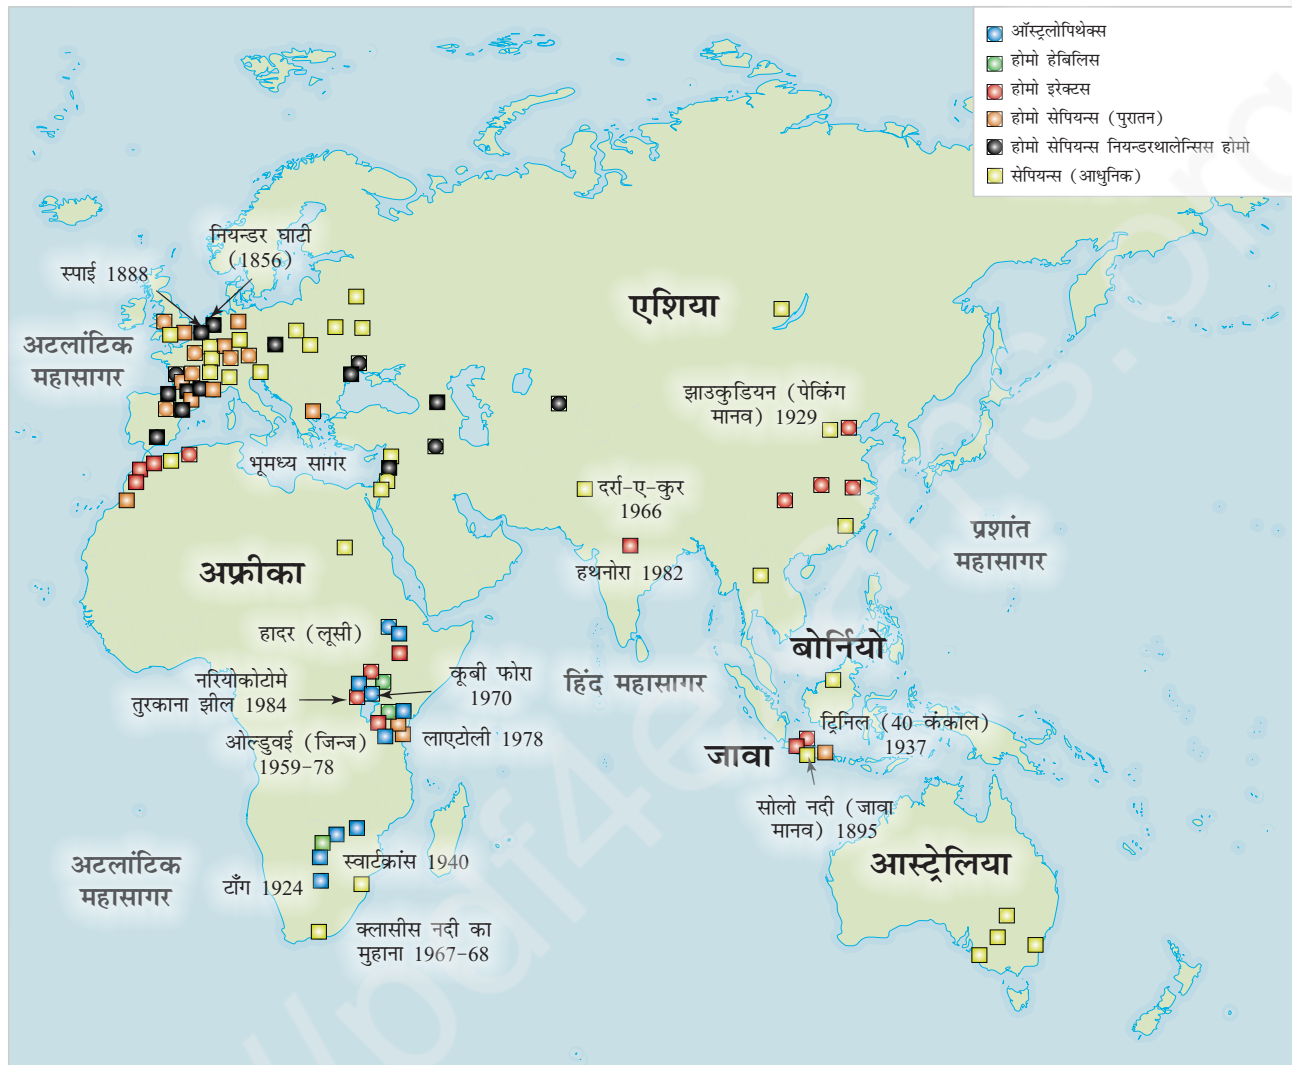 ऑस्ट्रलोपिथेक्स
होमो हेबिलिस
होमो इरेक्टस
होमो सेपियन्स (पुरातन)
होमो सेपियन्स नियन्डरथालेन्सिस होमो
सेपियन्स (आधुनिक)
नियन्डर घाटी
(1856)
स्पाई 1888
एशिया
अटलांटिक
महासागर
झाउकुडियन (पेकिंग
मानव) 1929
भूमध्य सागर
दर्रा-ए-कुर
1966
प्रशांत
महासागर
अफ्रीका
हथनोरा 1982
हादर (लूसी)
बोर्नियो
कूबी फोरा
1970
हिंद महासागर
नरियोकोटोमे
तुरकाना झील 1984
ट्रिनिल (40 कंकाल)
1937
ओल्डुवई (जिन्ज)
1959-78
लाएटोली 1978
जावा
सोलो नदी (जावा
मानव) 1895
अटलांटिक
महासागर
स्वार्टक्रांस 1940
आस्ट्रेलिया
टाँग 1924
क्लासीस नदी का
मुहाना 1967-68